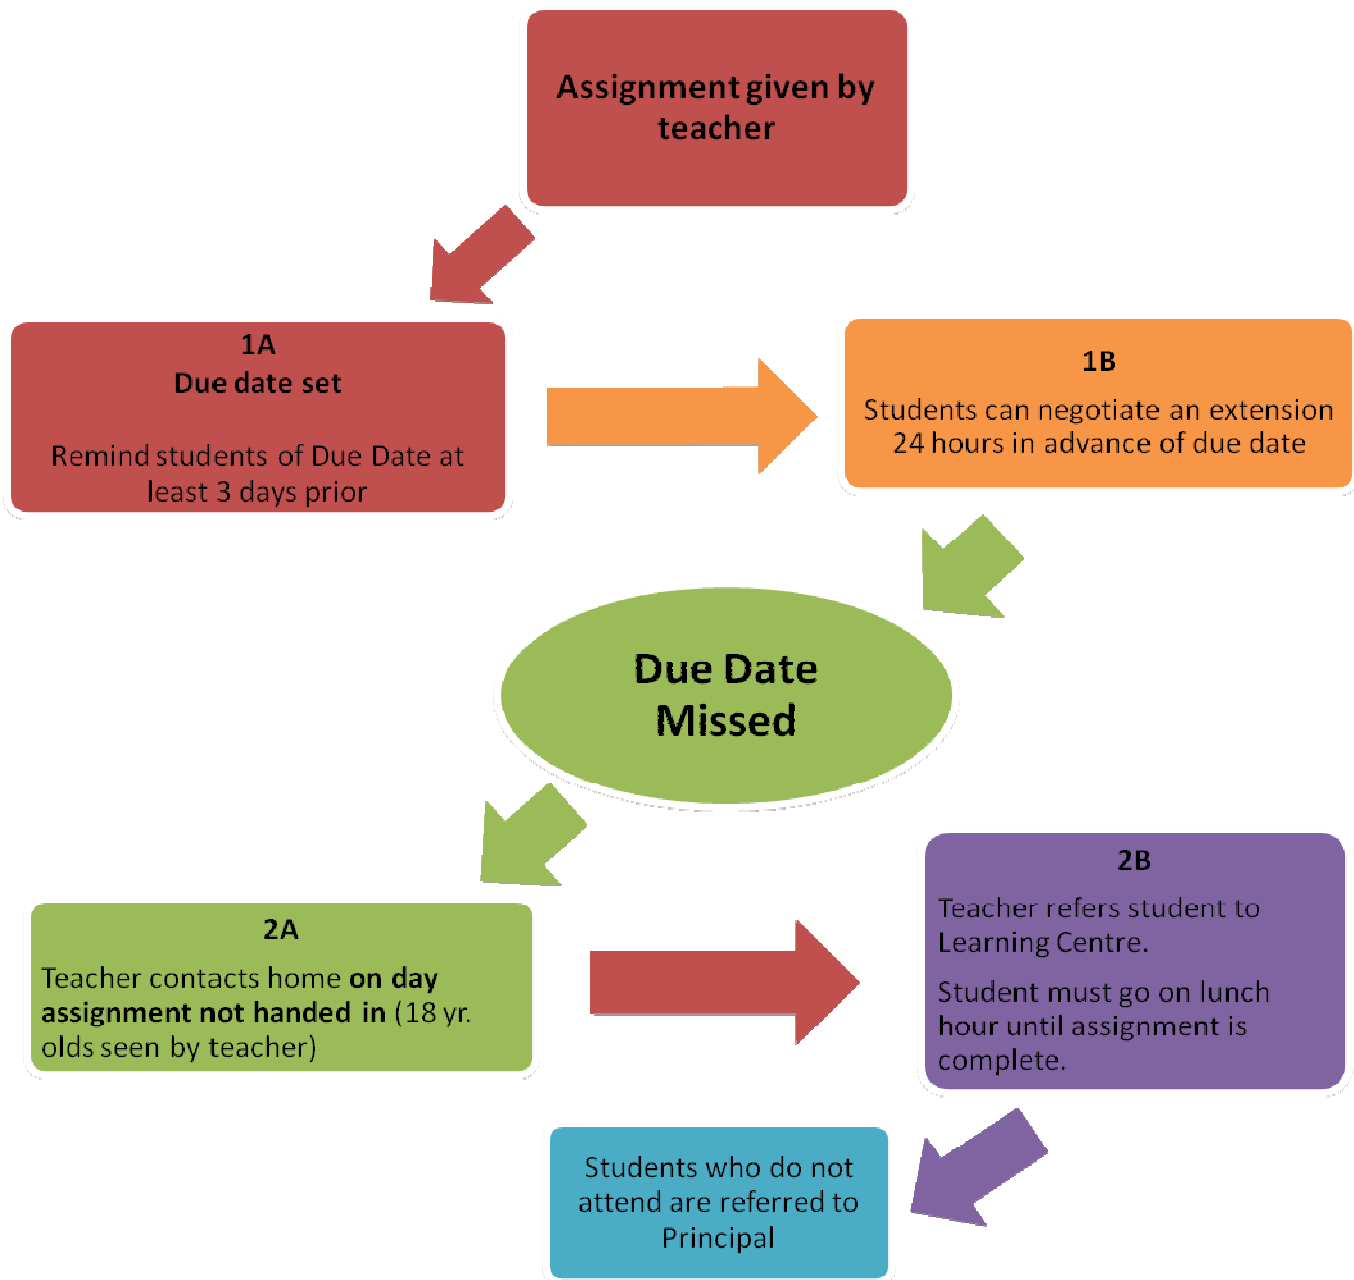 Assignment given by
teacher
1A
Due date set
Remind students of Due Date at
least 3 days prior
1B
Students can negotiate an extension
24 hours in advance of due date
Due Date
Missed
2A
Teacher contacts home on day
assignment not handed in (18 yr.
olds seen by teacher)
2B
Teacher refers student to
Learning Centre.
Student must go on lunch
hour until assignment is
complete.
Students who do not
attend are referred to
Principal